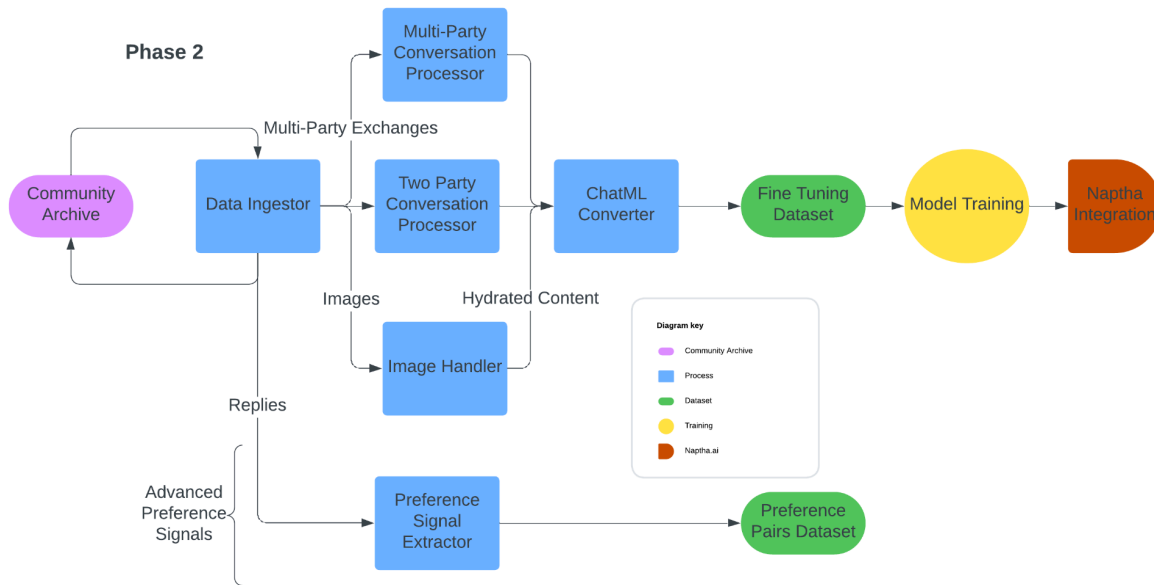 Phase 2
Multi-Party
Conversation
Processor
Multi-Party Exchanges
Community
Archive
Data Ingestor
Two Party
Conversation
Processor
ChatML
Converter
Fine Tuning
Dataset
Model Training
Naptha
Integration
Images
Hydrated Content
Image Handler
Diagram key
Community Archive
Process
Dataset
Training
Naptha.ai
Replies
Advanced
Preference
Signals
Preference
Signal
Extractor
Preference
Pairs Dataset